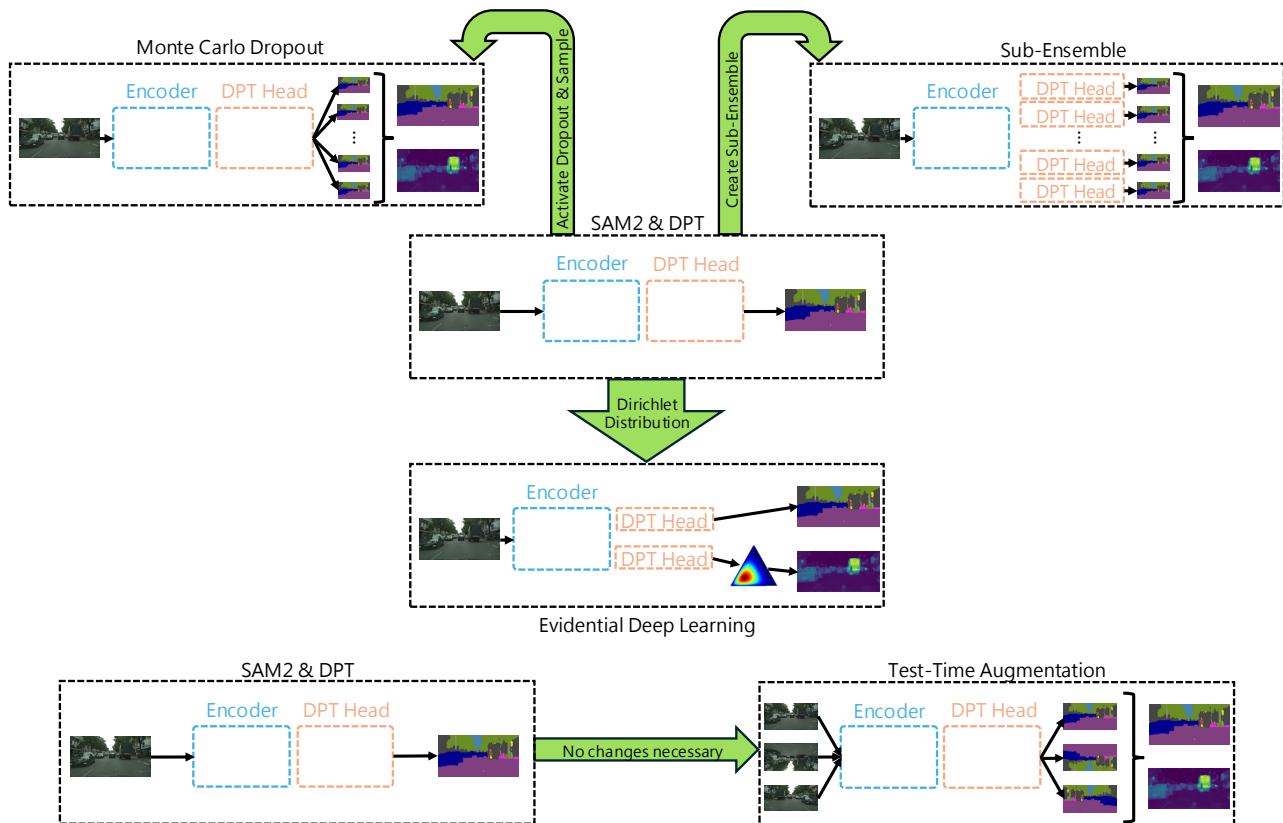 Monte Carlo Dropout
Encoder DPT Head
Activate Dropout & Sample
Create Sub-Ensemble
Sub-Ensemble
Encoder
DPT Head
DPT Head
...
DPT Head
DPT Head
SAM2 & DPT
Encoder DPT Head
Dirichlet
Distribution
Encoder
DPT Head
DPT Head
Evidential Deep Learning
SAM2 & DPT
Encoder DPT Head
No changes necessary
Test-Time Augmentation
Encoder DPT Head